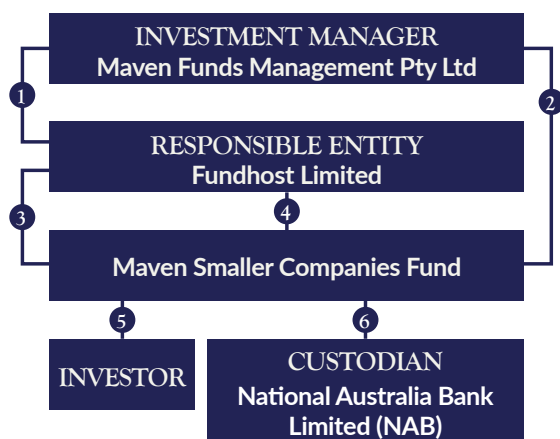 INVESTMENT MANAGER
Maven Funds Management Pty Ltd
1
2
RESPONSIBLE ENTITY
Fundhost Limited
3
4
Maven Smaller Companies Fund
5
6
INVESTOR
CUSTODIAN
National Australia Bank
Limited (NAB)